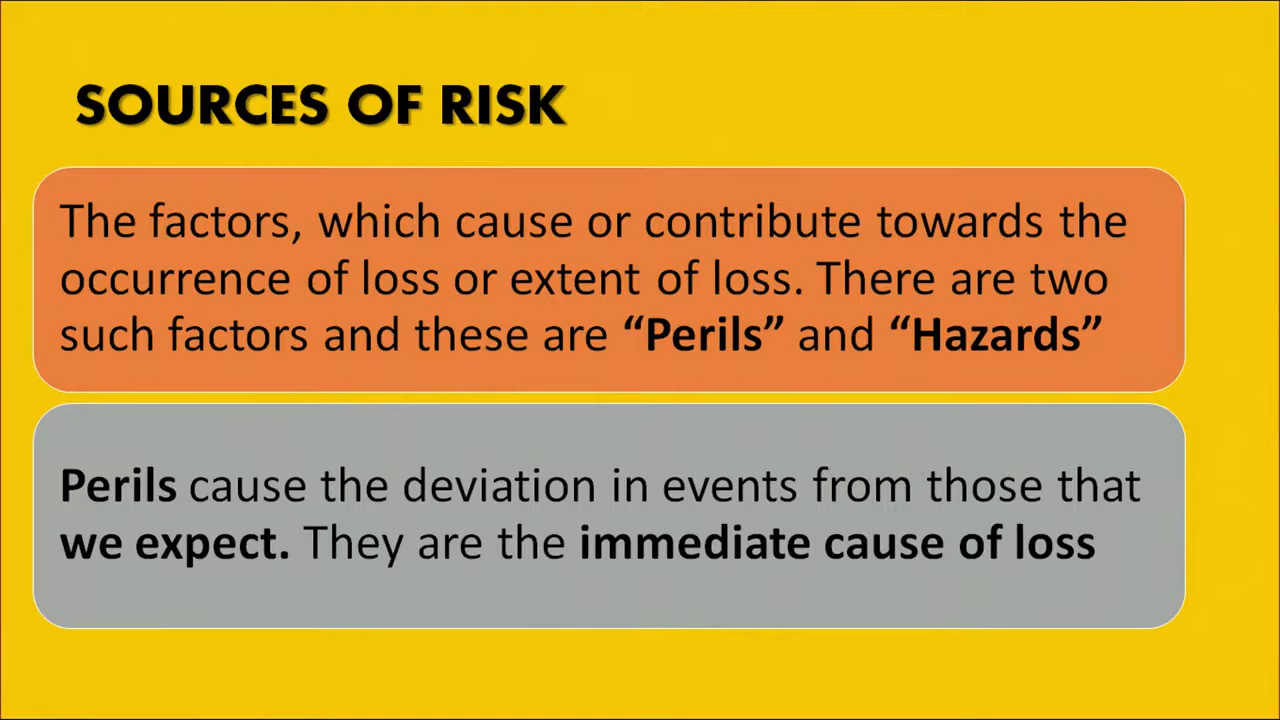 SOURCES OF RISK
The factors, which cause or contribute towards the
occurrence of loss or extent of loss. There are two
such factors and these are “Perils” and “Hazards”
Perils cause the deviation in events from those that
we expect. They are the immediate cause of loss